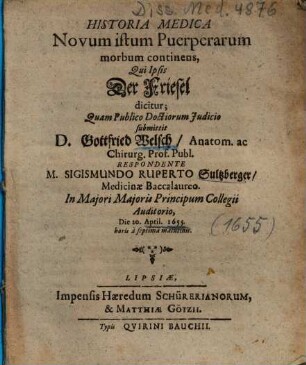 Diss. Med. 4876
HISTORIA MEDICA
Novum istum Puerperarum
morbum continens,
Qui Ipsis
Der Friesel
dicitur;
Quam Publico Doctiorum Judicio
submittit
D. Gottfried Welsch/ Anatom. ac
Chirurg. Prof. Publ.
RESPONDENTE
M. SIGISMUNDO RUPERTO Sultzberger/
Medicinæ Baccalaureo.
In Majori Majoris Principum Collegii
Auditorio,
Die 20. April. 1655.
horis à septima matutinis.
(1655)
LIPSIÆ,
Impensis Hæredum SCHÜRERIANORUM,
& MATTHIÆ GÖTZII.
Typis QVIRINI BAUCHII.